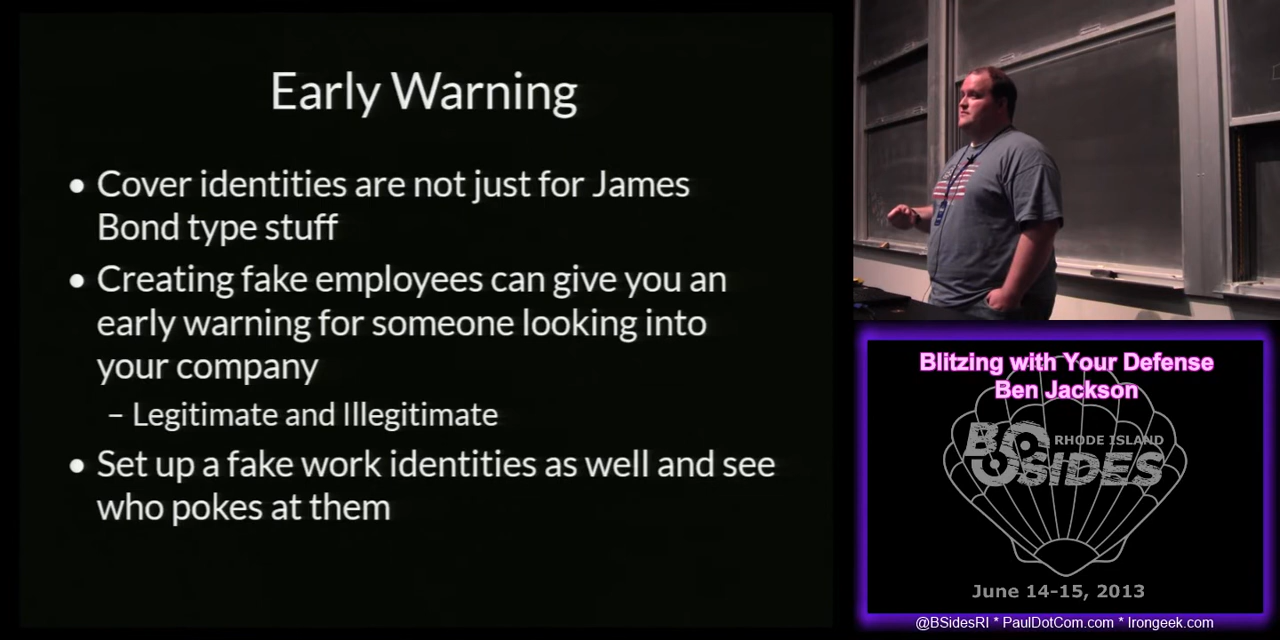 Early Warning
• Cover identities are not just for James
Bond type stuff
• Creating fake employees can give you an
early warning for someone looking into
your company
– Legitimate and Illegitimate
• Set up a fake work identities as well and see
who pokes at them
Blitzing with Your Defense
Ben Jackson
BSIDES
RHODE ISLAND
June 14-15, 2013
@BSidesRI * PaulDotCom.com * Irongeek.com